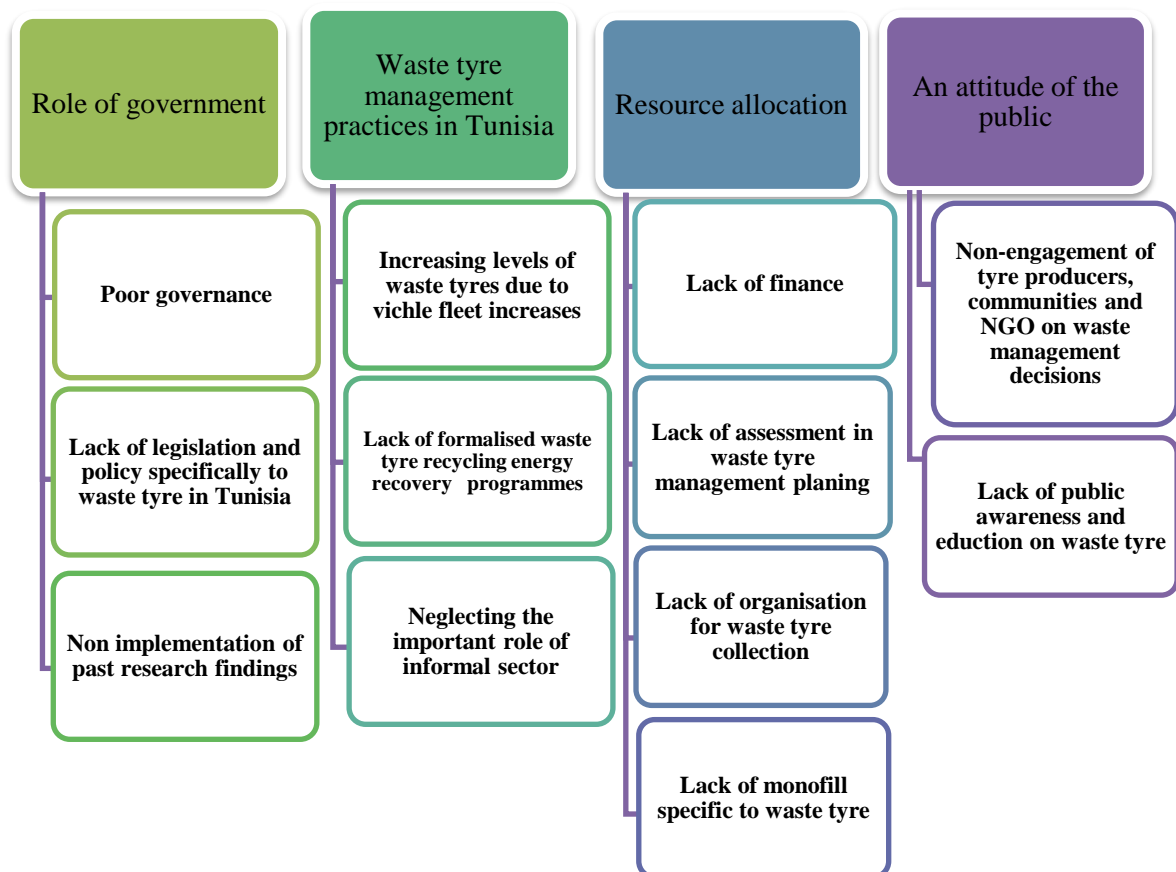 Role of government
Poor governance
Lack of legislation and
policy specifically to
waste tyre in Tunisia
Non implementation of
past research findings
Waste tyre
management
practices in Tunisia
Increasing levels of
waste tyres due to
vichle fleet increases
Lack of formalised waste
tyre recycling energy
recovery programmes
Neglecting the
important role of
informal sector
Resource allocation
Lack of finance
Lack of assessment in
waste tyre
management planing
Lack of organisation
for waste tyre
collection
Lack of monofill
specific to waste tyre
An attitude of the
public
Non-engagement of
tyre producers,
communities and
NGO on waste
management
decisions
Lack of public
awareness and
eduction on waste tyre